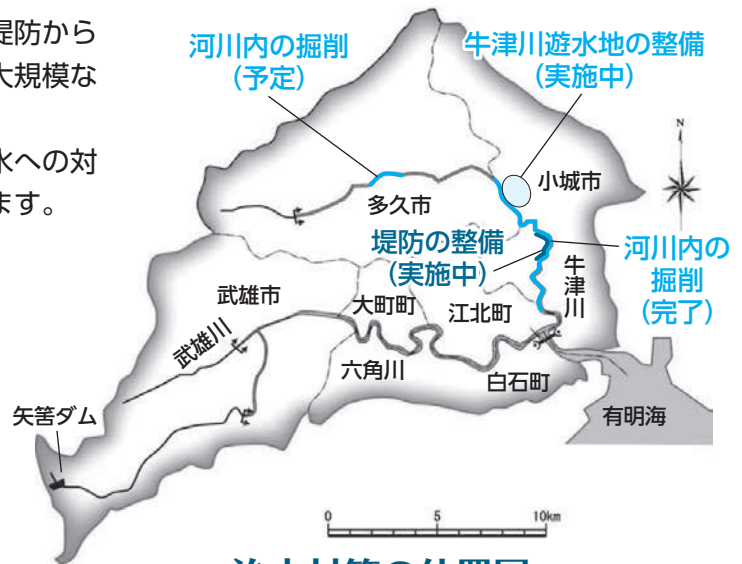 堤防から
大規模な
水への対
ます。
河川内の掘削
(予定)
牛津川遊水地の整備
(実施中)
N
小城市
多久市
堤防の整備
(実施中)
河川内の
掘削
(完了)
牛津川
武雄市
大町町
江北町
武雄川
六角川
白石町
矢筈ダム
有明海
0 5 10km